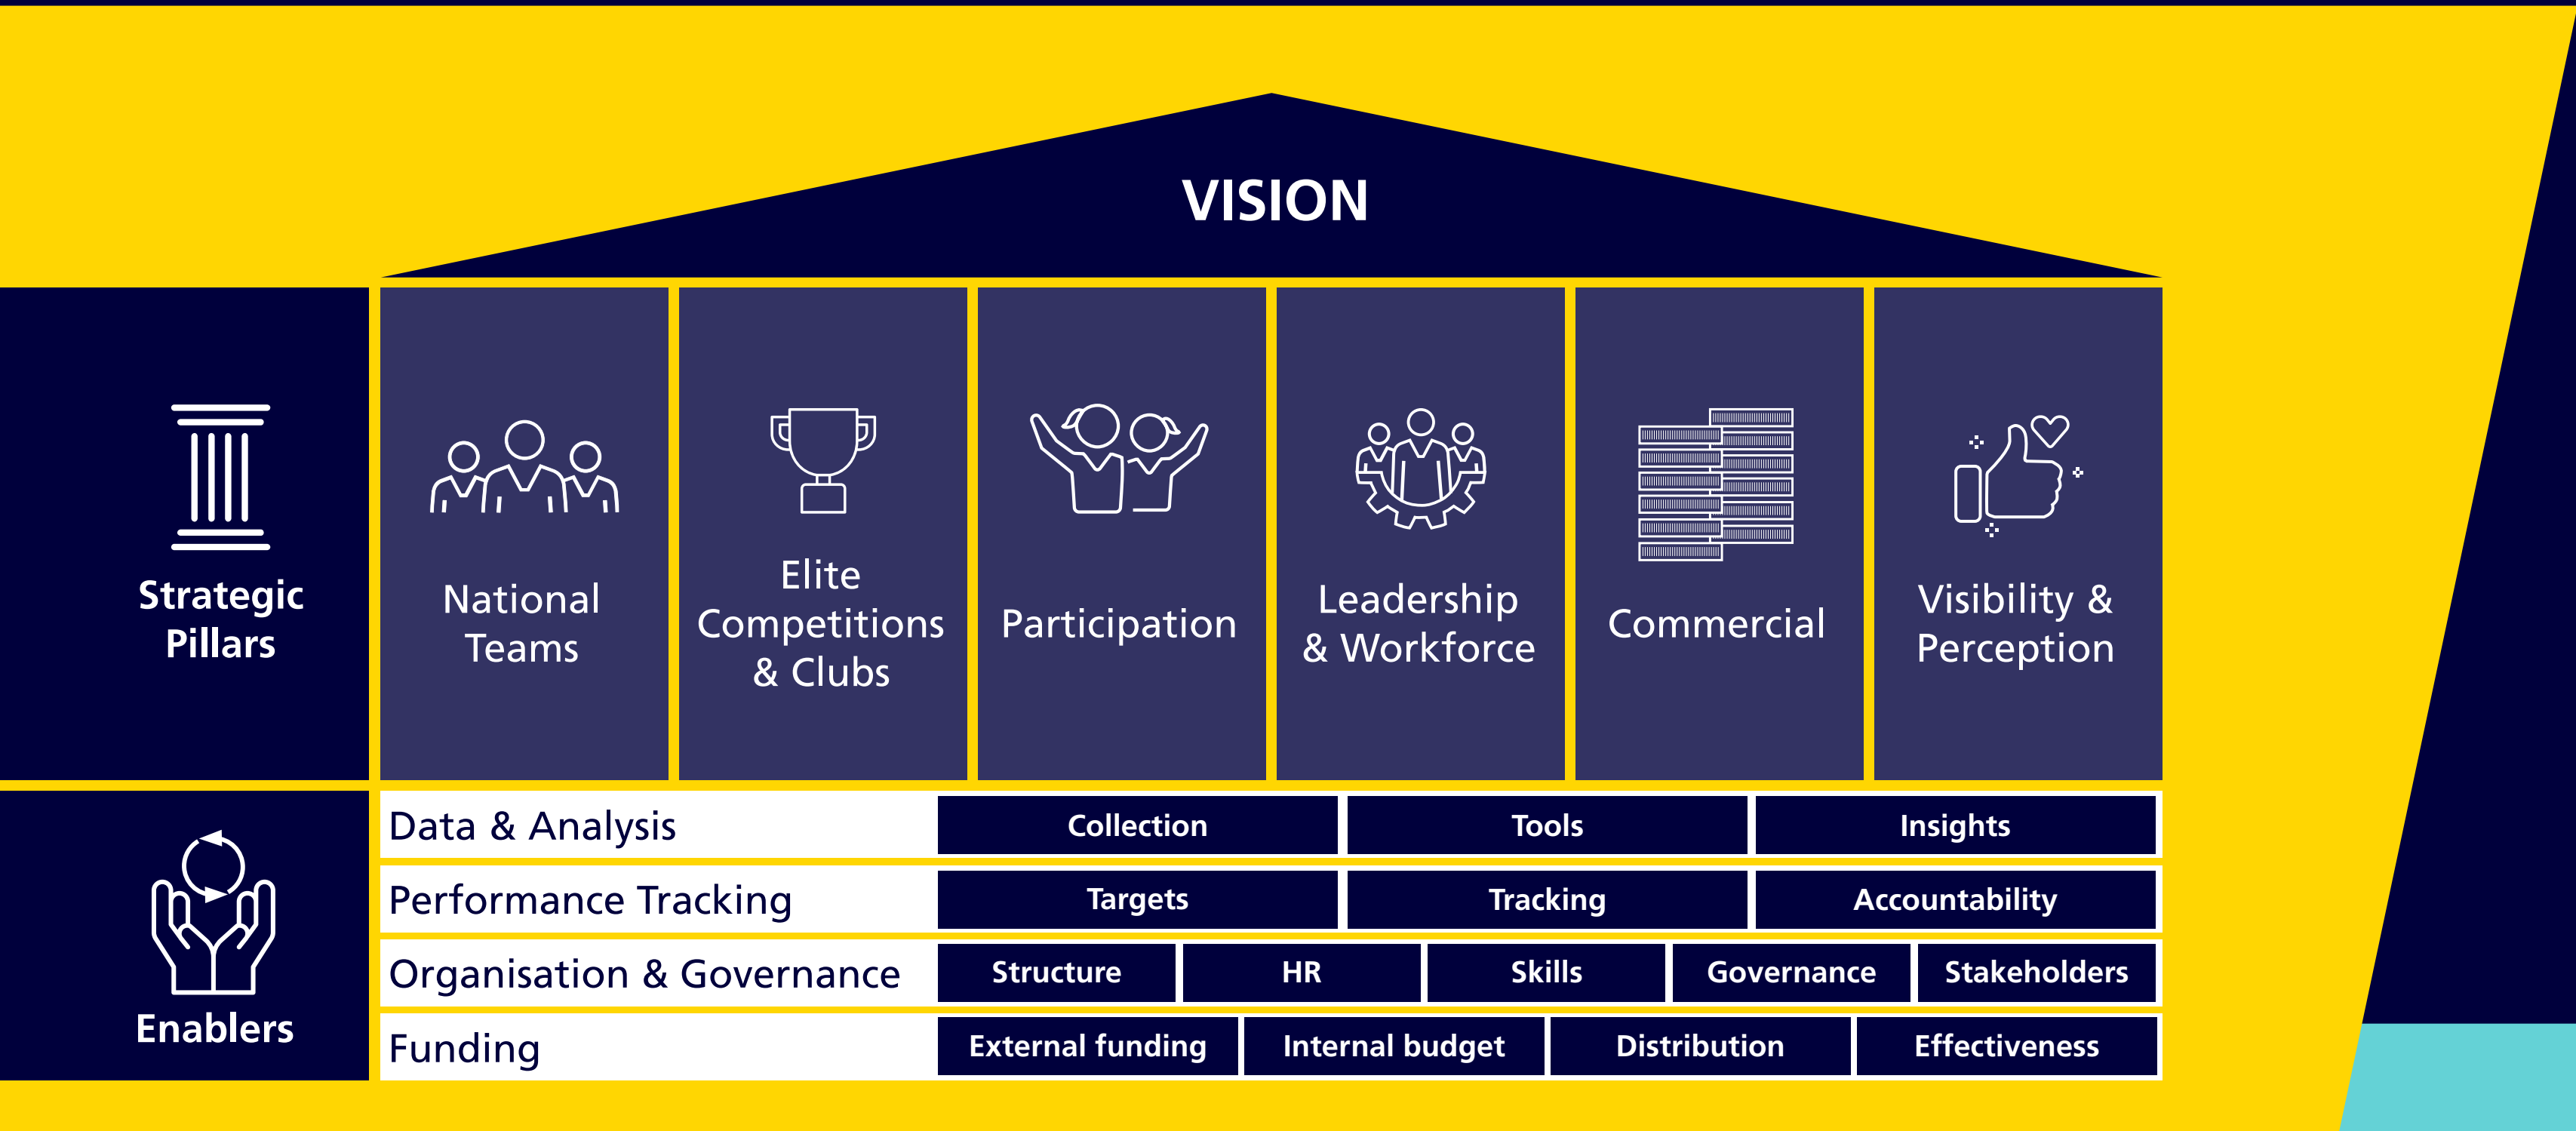 VISION
Strategic
Pillars
National
Teams
Elite
Competitions
& Clubs
Participation
Leadership
& Workforce
Commercial
Visibility &
Perception
Enablers
Data & Analysis
Collection
Tools
Insights
Performance Tracking
Targets
Tracking
Accountability
Organisation & Governance
Structure
HR
Skills
Governance
Stakeholders
Funding
External funding
Internal budget
Distribution
Effectiveness